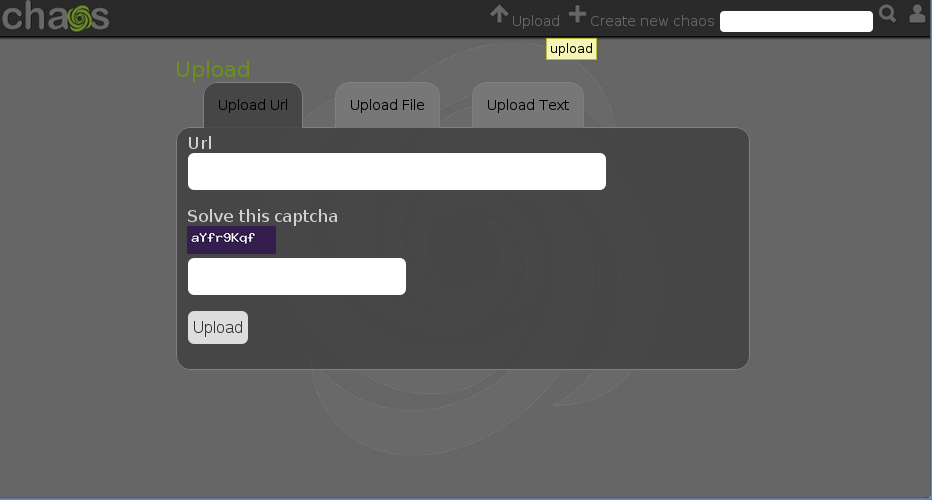 chaos Upload Create new chaos
upload
Upload
Upload Url Upload File Upload Text
Url
Solve this captcha
aYfr9Kqf
Upload